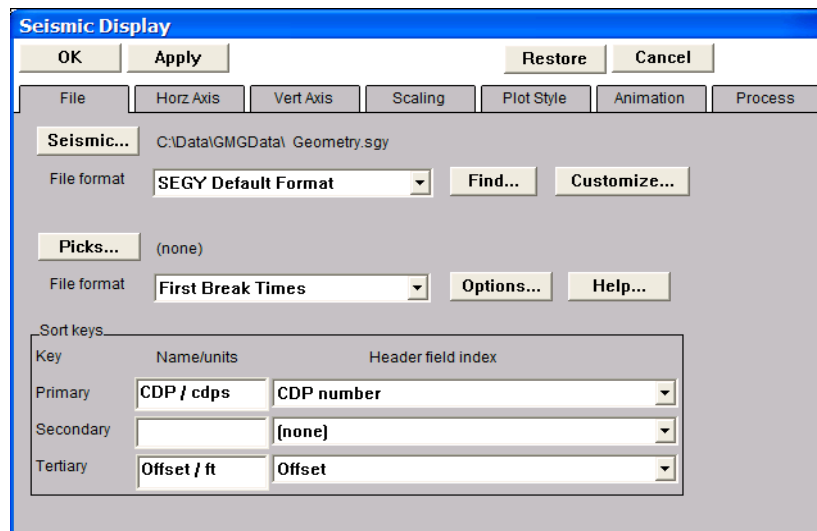 Seismic Display
OK Apply Restore Cancel
File Horz Axis Vert Axis Scaling Plot Style Animation Process
Seismic... C:\Data\GMGData\ Geometry.sgy
File format SEGY Default Format Find... Customize...
Picks... (none)
File format First Break Times Options... Help...
Sort keys
Key Name/units Header field index
Primary CDP / cdps CDP number
Secondary (none)
Tertiary Offset / ft Offset